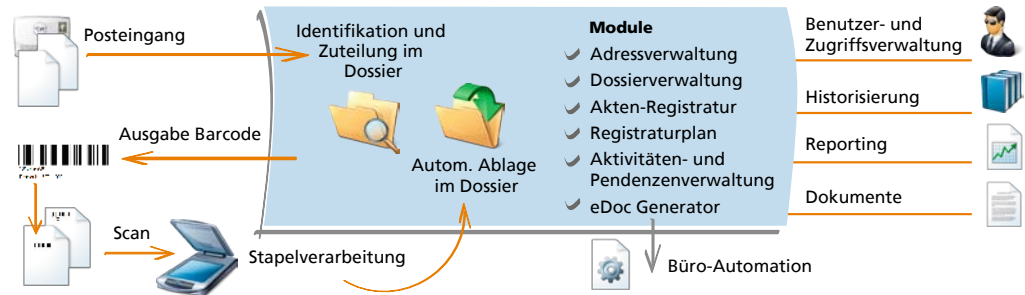 Posteingang
Identifikation und
Zuteilung im
Dossier
Ausgabe Barcode
Autom. Ablage
im Dossier
Scan
Stapelverarbeitung
Module
Adressverwaltung
Dossierverwaltung
Akten-Registratur
Registraturplan
Aktivitäten- und
Pendenzenverwaltung
eDoc Generator
Büro-Automation
Benutzer- und
Zugriffsverwaltung
Historisierung
Reporting
Dokumente